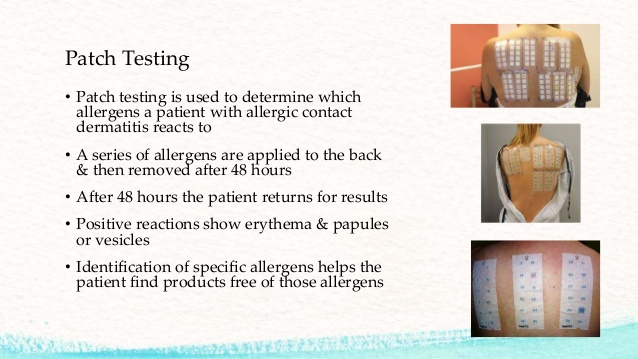 Patch Testing
• Patch testing is used to determine which
allergens a patient with allergic contact
dermatitis reacts to
• A series of allergens are applied to the back
& then removed after 48 hours
• After 48 hours the patient returns for results
• Positive reactions show erythema & papules
or vesicles
• Identification of specific allergens helps the
patient find products free of those allergens